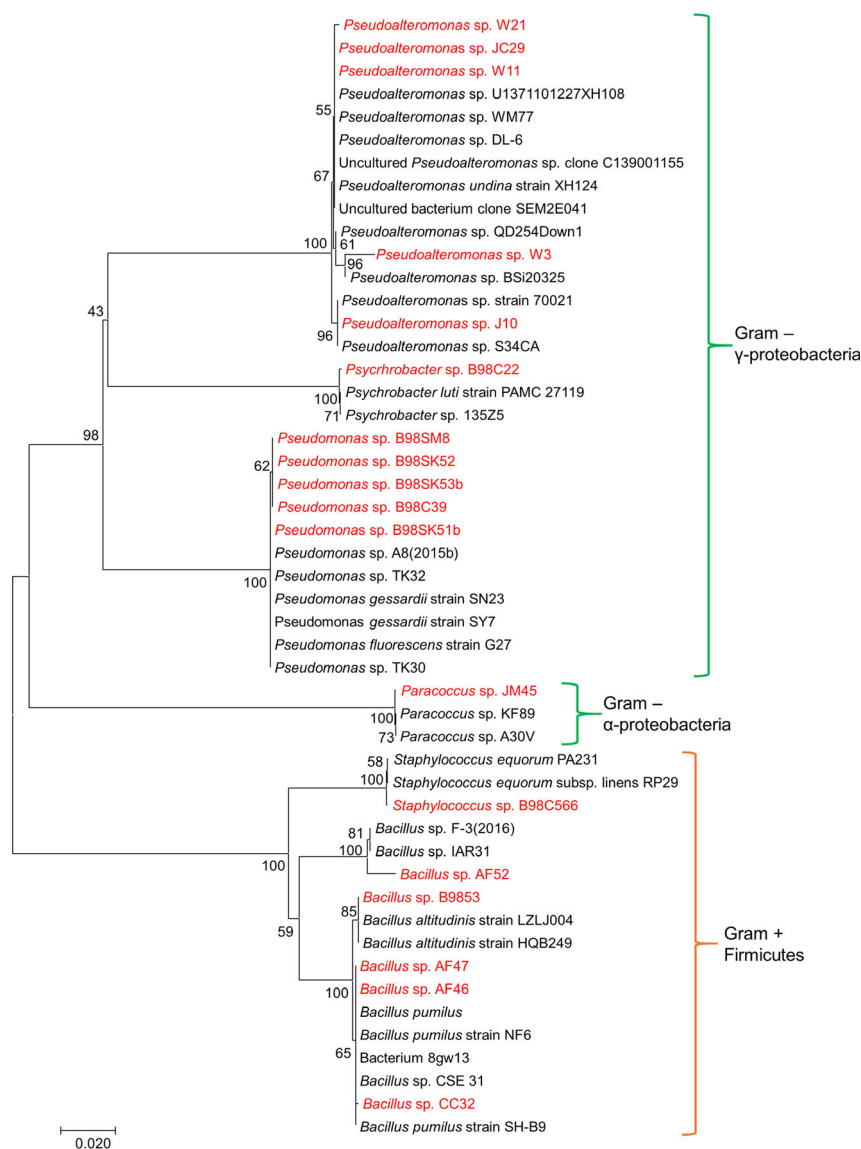 Pseudoalteromonas sp. W21
Pseudoalteromonas sp. JC29
Pseudoalteromonas sp. W11
Pseudoalteromonas sp. U1371101227XH108
55
Pseudoalteromonas sp. WM77
Pseudoalteromonas sp. DL-6
Uncultured Pseudoalteromonas sp. clone C139001155
67
Pseudoalteromonas undina strain XH124
Uncultured bacterium clone SEM2E041
Pseudoalteromonas sp. QD254Down1
100
61
Pseudoalteromonas sp. W3
96
Pseudoalteromonas sp. BSi20325
Pseudoalteromonas sp. strain 70021
43
Pseudoalteromonas sp. J10
96
Pseudoalteromonas sp. S34CA
Gram –
γ-proteobacteria
Psycrhrobacter sp. B98C22
Psychrobacter luti strain PAMC 27119
100
Psychrobacter sp. 135Z5
71
98
Pseudomonas sp. B98SM8
Pseudomonas sp. B98SK52
62
Pseudomonas sp. B98SK53b
Pseudomonas sp. B98C39
Pseudomonas sp. B98SK51b
Pseudomonas sp. A8(2015b)
Pseudomonas sp. TK32
100
Pseudomonas gessardii strain SN23
Pseudomonas gessardii strain SY7
Pseudomonas fluorescens strain G27
Pseudomonas sp. TK30
Paracoccus sp. JM45
Paracoccus sp. KF89
100
Paracoccus sp. A30V
73
Gram –
α-proteobacteria
Staphylococcus equorum PA231
58
Staphylococcus equorum subsp. linens RP29
100
Staphylococcus sp. B98C566
Bacillus sp. F-3(2016)
81
Bacillus sp. IAR31
100
100
Bacillus sp. AF52
Bacillus sp. B9853
85
Bacillus altitudinis strain LZLJ004
59
Bacillus altitudinis strain HQB249
Gram +
Firmicutes
Bacillus sp. AF47
Bacillus sp. AF46
100
Bacillus pumilus
Bacillus pumilus strain NF6
65
Bacterium 8gw13
Bacillus sp. CSE 31
Bacillus sp. CC32
Bacillus pumilus strain SH-B9
0.020